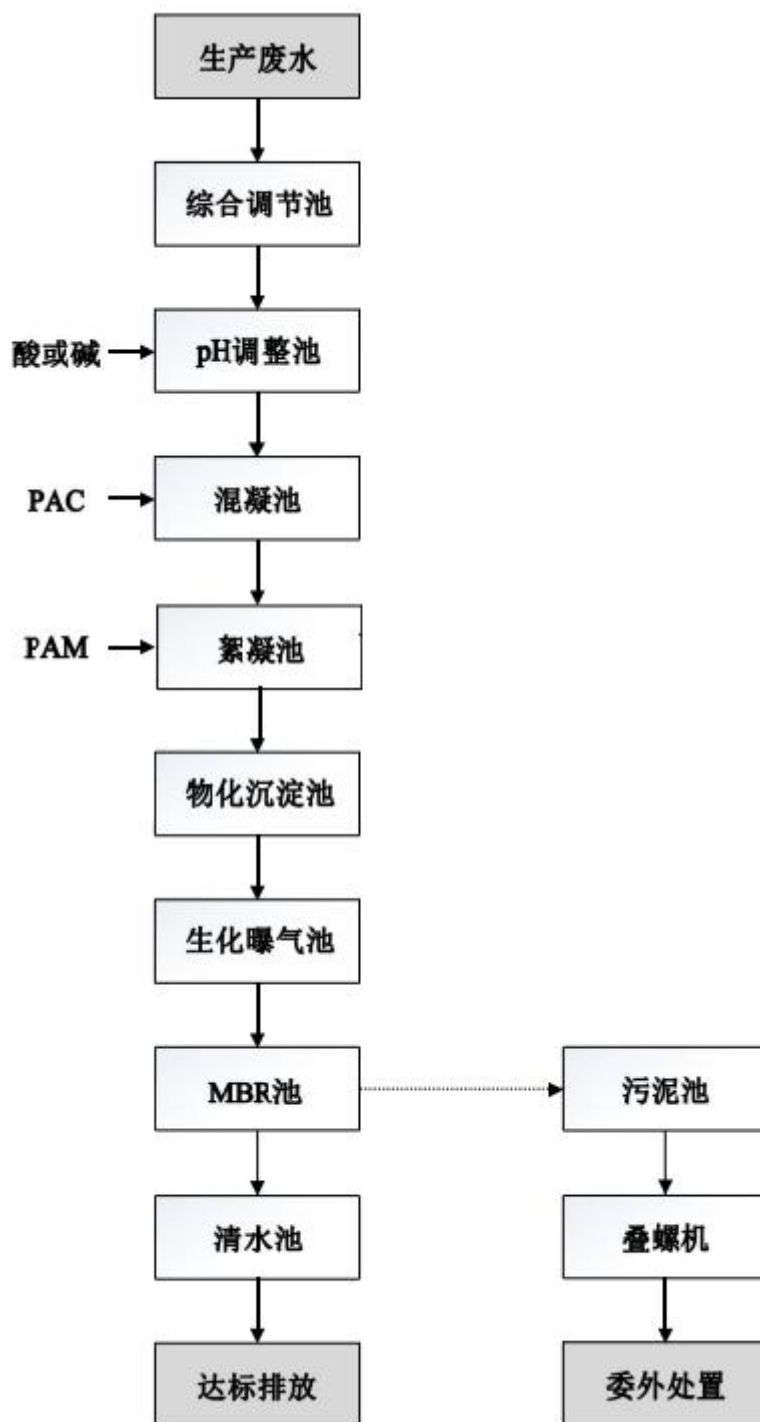 生产废水
综合调节池
酸或碱
pH调整池
PAC
混凝池
PAM
絮凝池
物化沉淀池
生化曝气池
MBR池
污泥池
清水池
叠螺机
达标排放
委外处置